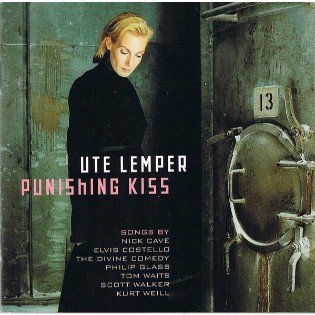 13
UTE LEMPER
PUNISHING KISS
SONGS BY
NICK CAVE
ELVIS COSTELLO
THE DIVINE COMEDY
PHILIP GLASS
TOM WAITS
SCOTT WALKER
KURT WEILL